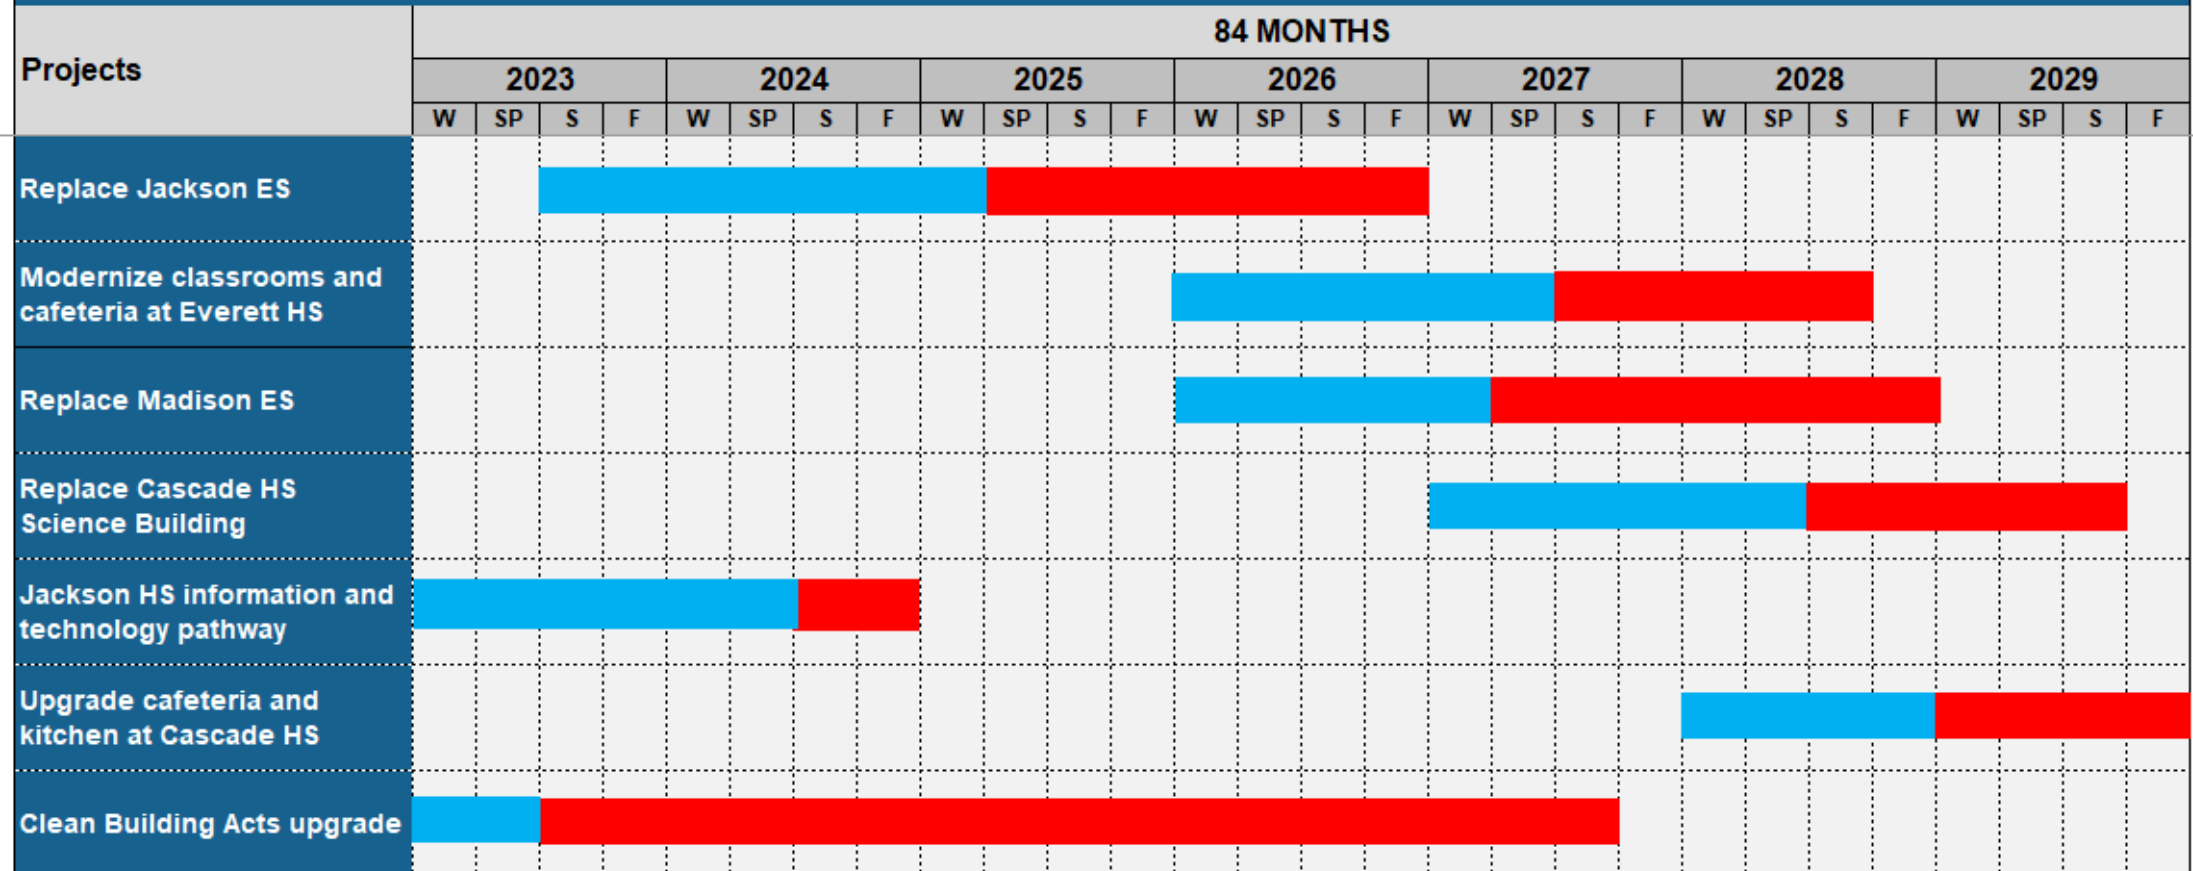 84 MONTHS
Projects
2023 2024 2025 2026 2027 2028 2029
W SP S F W SP S F W SP S F W SP S F W SP S F W SP S F W SP S F
Replace Jackson ES
Modernize classrooms and
cafeteria at Everett HS
Replace Madison ES
Replace Cascade HS
Science Building
Jackson HS information and
technology pathway
Upgrade cafeteria and
kitchen at Cascade HS
Clean Building Acts upgrade